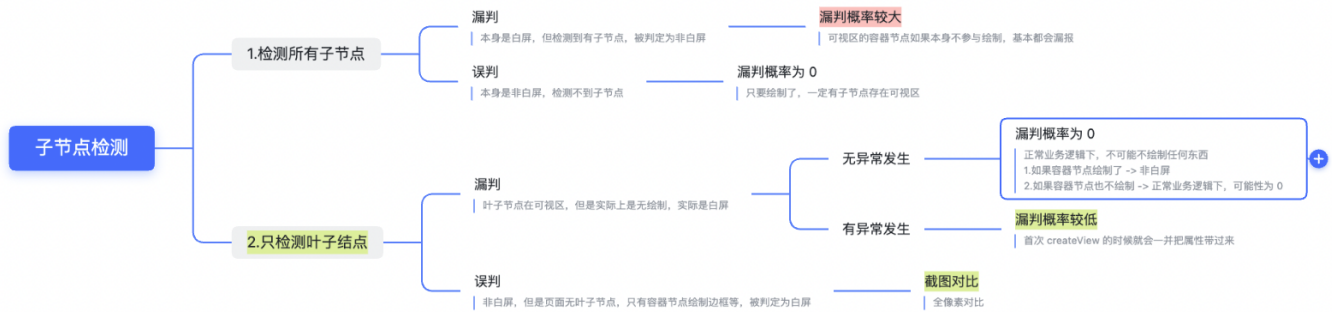 子节点检测
1.检测所有子节点
漏判
本身是白屏，但检测到有子节点，被判定为非白屏
漏判概率较大
可视区的容器节点如果本身不参与绘制，基本都会漏报
误判
本身是非白屏，检测不到子节点
漏判概率为 0
只要绘制了，一定有子节点存在可视区
2.只检测叶子结点
漏判
叶子节点在可视区，但是实际上是无绘制，实际是白屏
无异常发生
漏判概率为 0
正常业务逻辑下，不可能不绘制任何东西
1.如果容器节点绘制了 -> 非白屏
2.如果容器节点也不绘制 -> 正常业务逻辑下，可能性为 0
有异常发生
漏判概率较低
首次 createView 的时候就会一并把属性带过来
误判
非白屏，但是页面无叶子节点，只有容器节点绘制边框等，被判定为白屏
截图对比
全像素对比